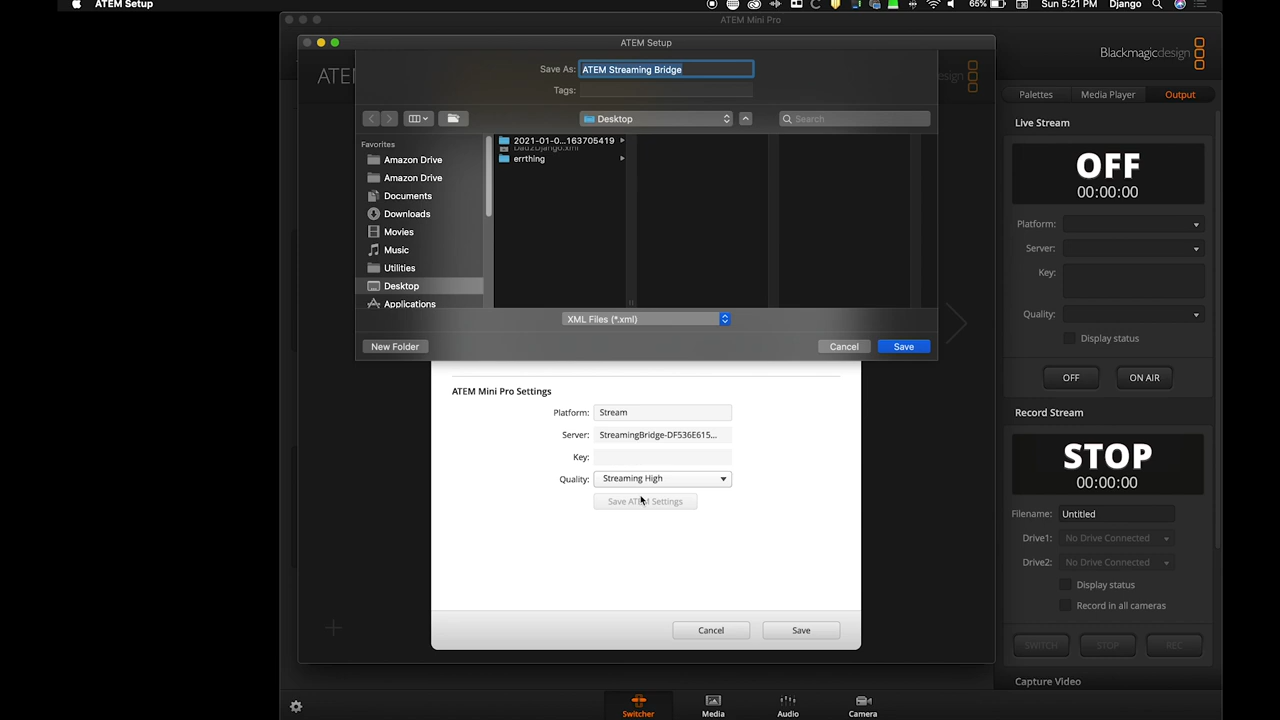 ATEM Setup
65%
Sun 5:21 PM
Django
ATEM Mini Pro
ATEM Setup
Blackmagicdesign
ATE
Save As: ATEM Streaming Bridge
Tags:
Desktop
Search
Favorites
Amazon Drive
Amazon Drive
Documents
Downloads
Movies
Music
Utilities
Desktop
Applications
2021-01-0...163705419
errthing
XML Files (*.xml)
New Folder
Cancel
Save
ATEM Mini Pro Settings
Platform: Stream
Server: StreamingBridge-DF536E615...
Key:
Quality: Streaming High
Save ATEM Settings
Cancel
Save
Palettes
Media Player
Output
Live Stream
OFF
00:00:00
Platform:
Server:
Key:
Quality:
Display status
OFF
ON AIR
Record Stream
STOP
00:00:00
Filename: Untitled
Drive1: No Drive Connected
Drive2: No Drive Connected
Display status
Record in all cameras
SWITCH
STOP
REC
Capture Video
Switcher
Media
Audio
Camera